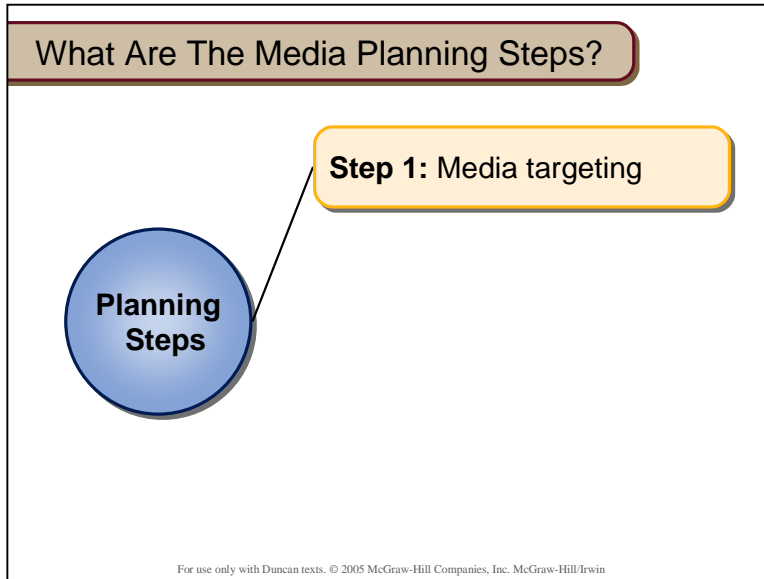 What Are The Media Planning Steps?
Step 1: Media targeting
Planning
Steps
For use only with Duncan texts. © 2005 McGraw-Hill Companies, Inc. McGraw-Hill/Irwin